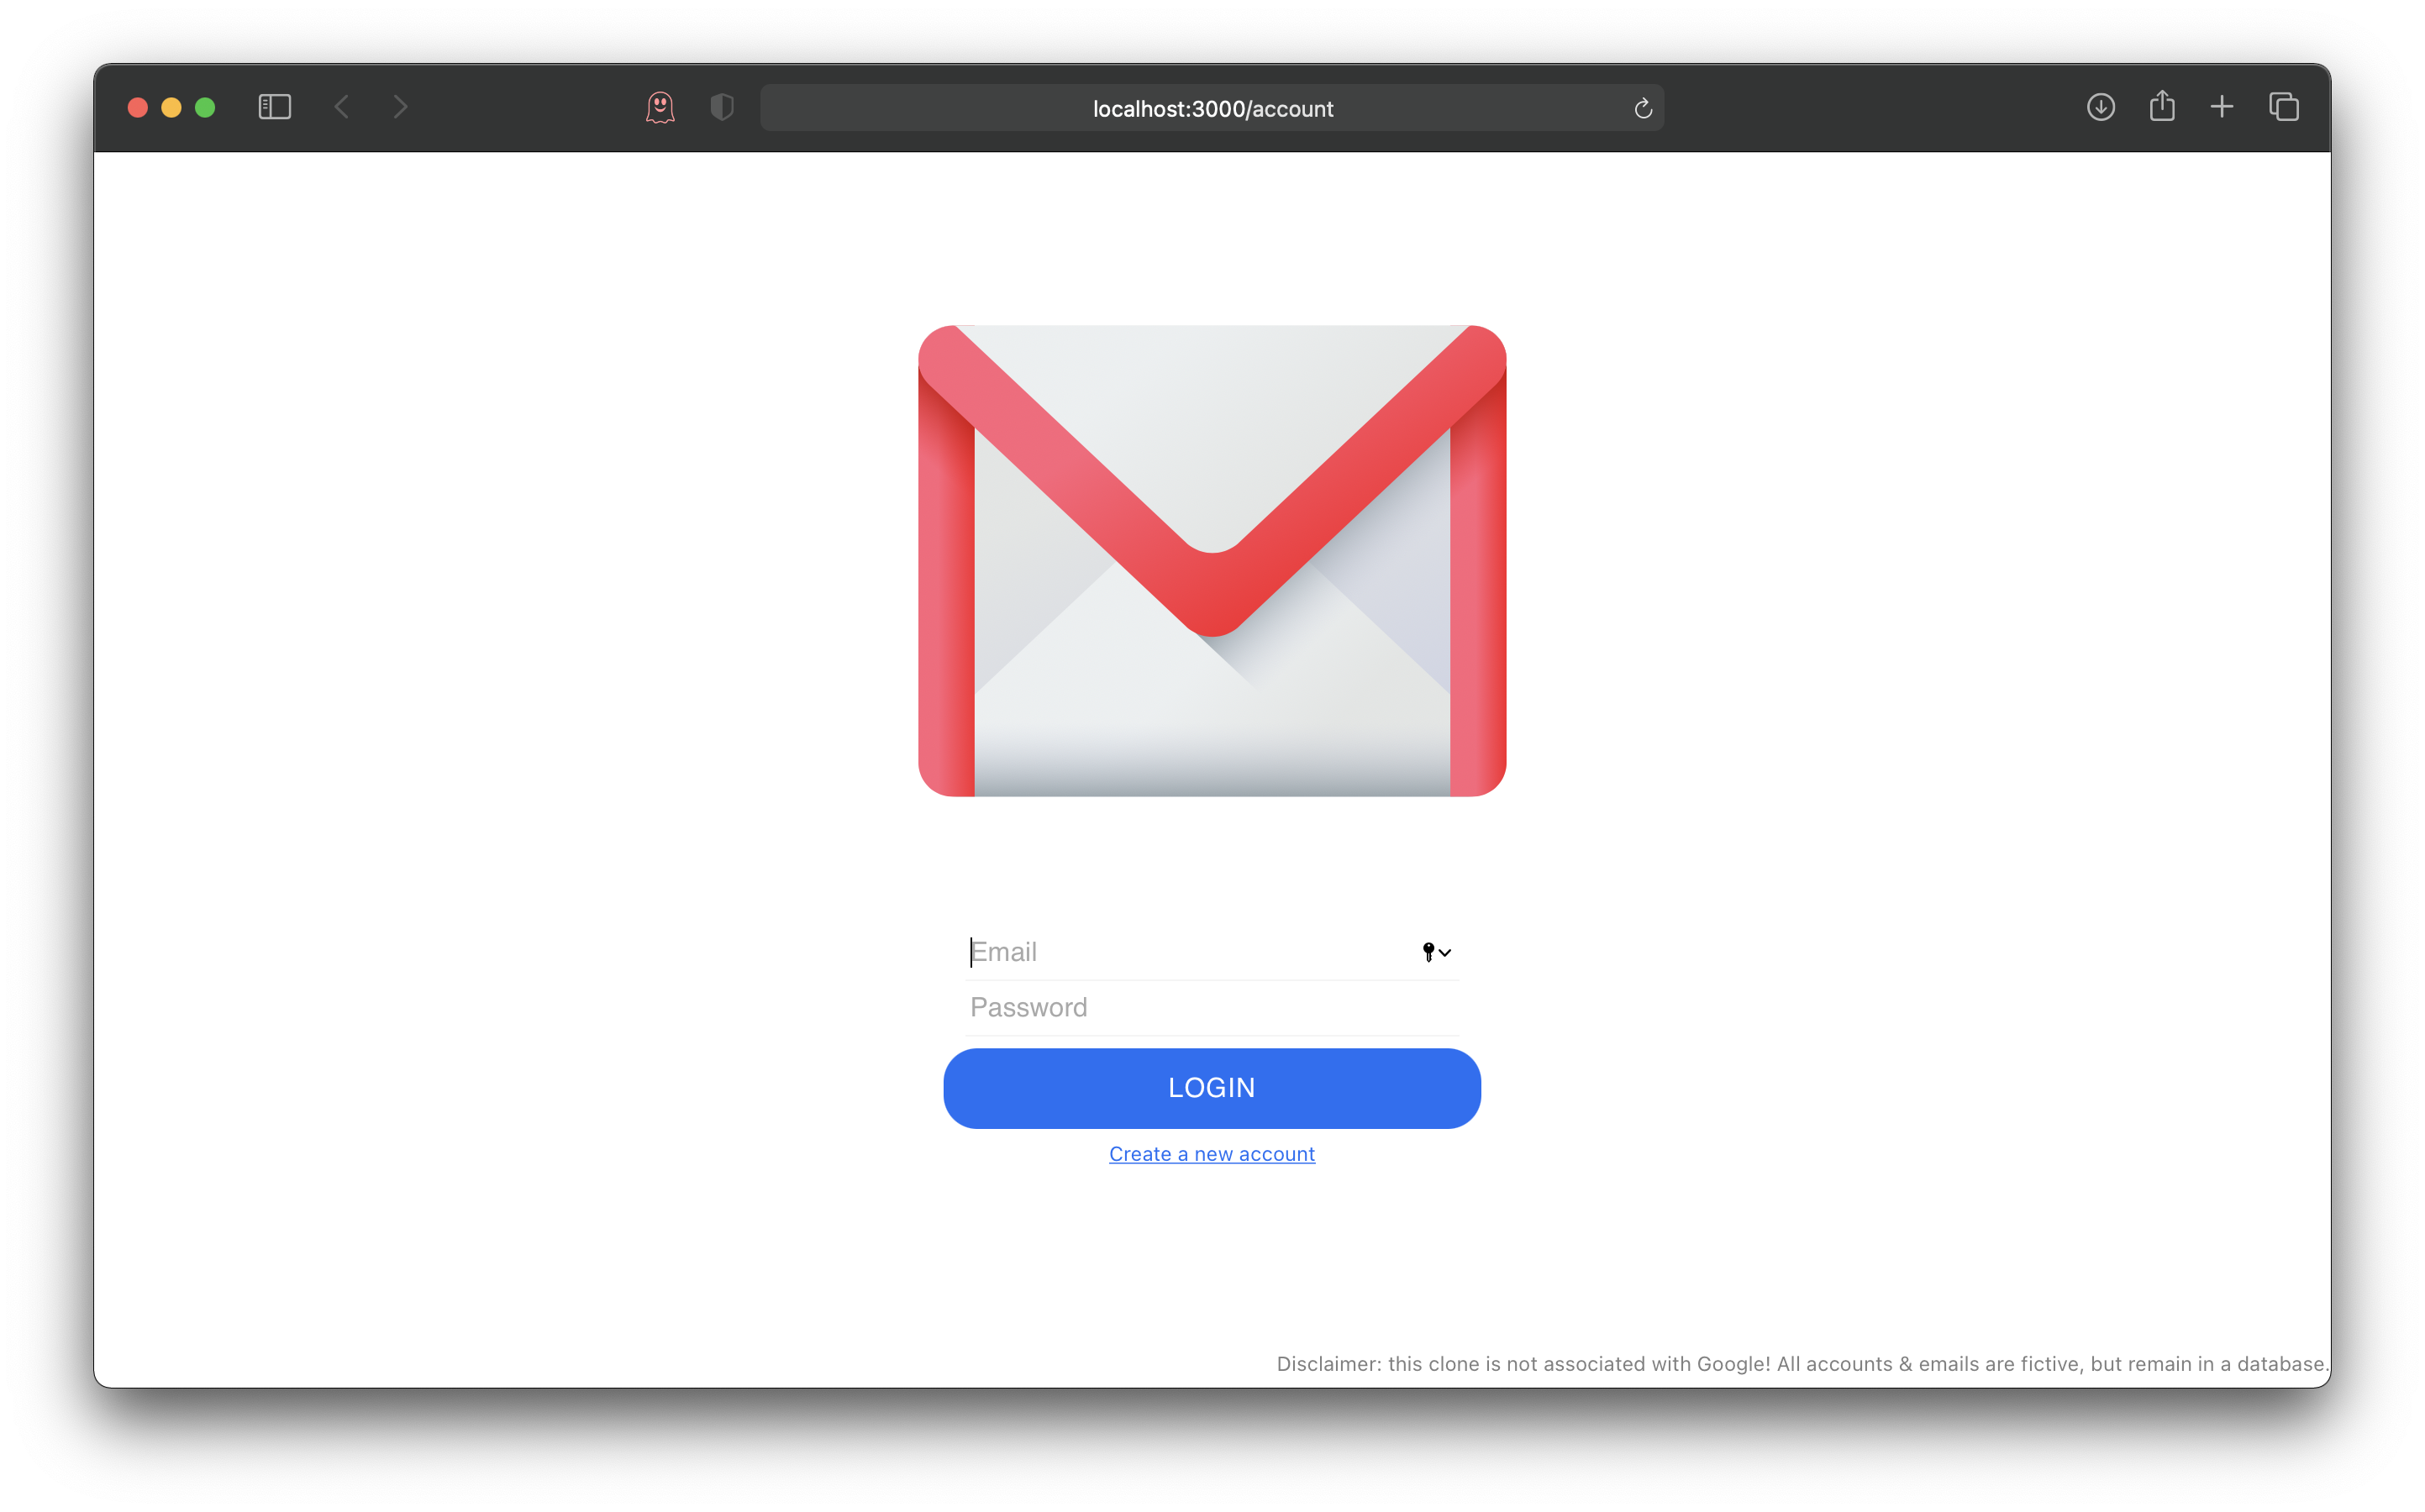 localhost:3000/account
Email
Password
LOGIN
Create a new account
Disclaimer: this clone is not associated with Google! All accounts & emails are fictive, but remain in a database.